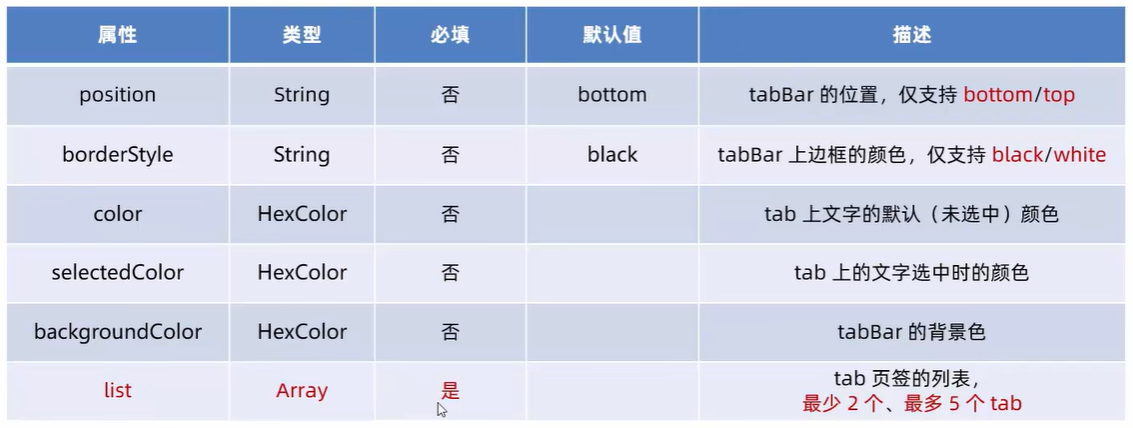 属性 类型 必填 默认值 描述
position String 否 bottom tabBar 的位置，仅支持 bottom/top
borderStyle String 否 black tabBar 上边框的颜色，仅支持 black/white
color HexColor 否 tab 上文字的默认（未选中）颜色
selectedColor HexColor 否 tab 上的文字选中时的颜色
backgroundColor HexColor 否 tabBar 的背景色
list Array 是 tab 页签的列表，
最少 2 个、最多 5 个 tab